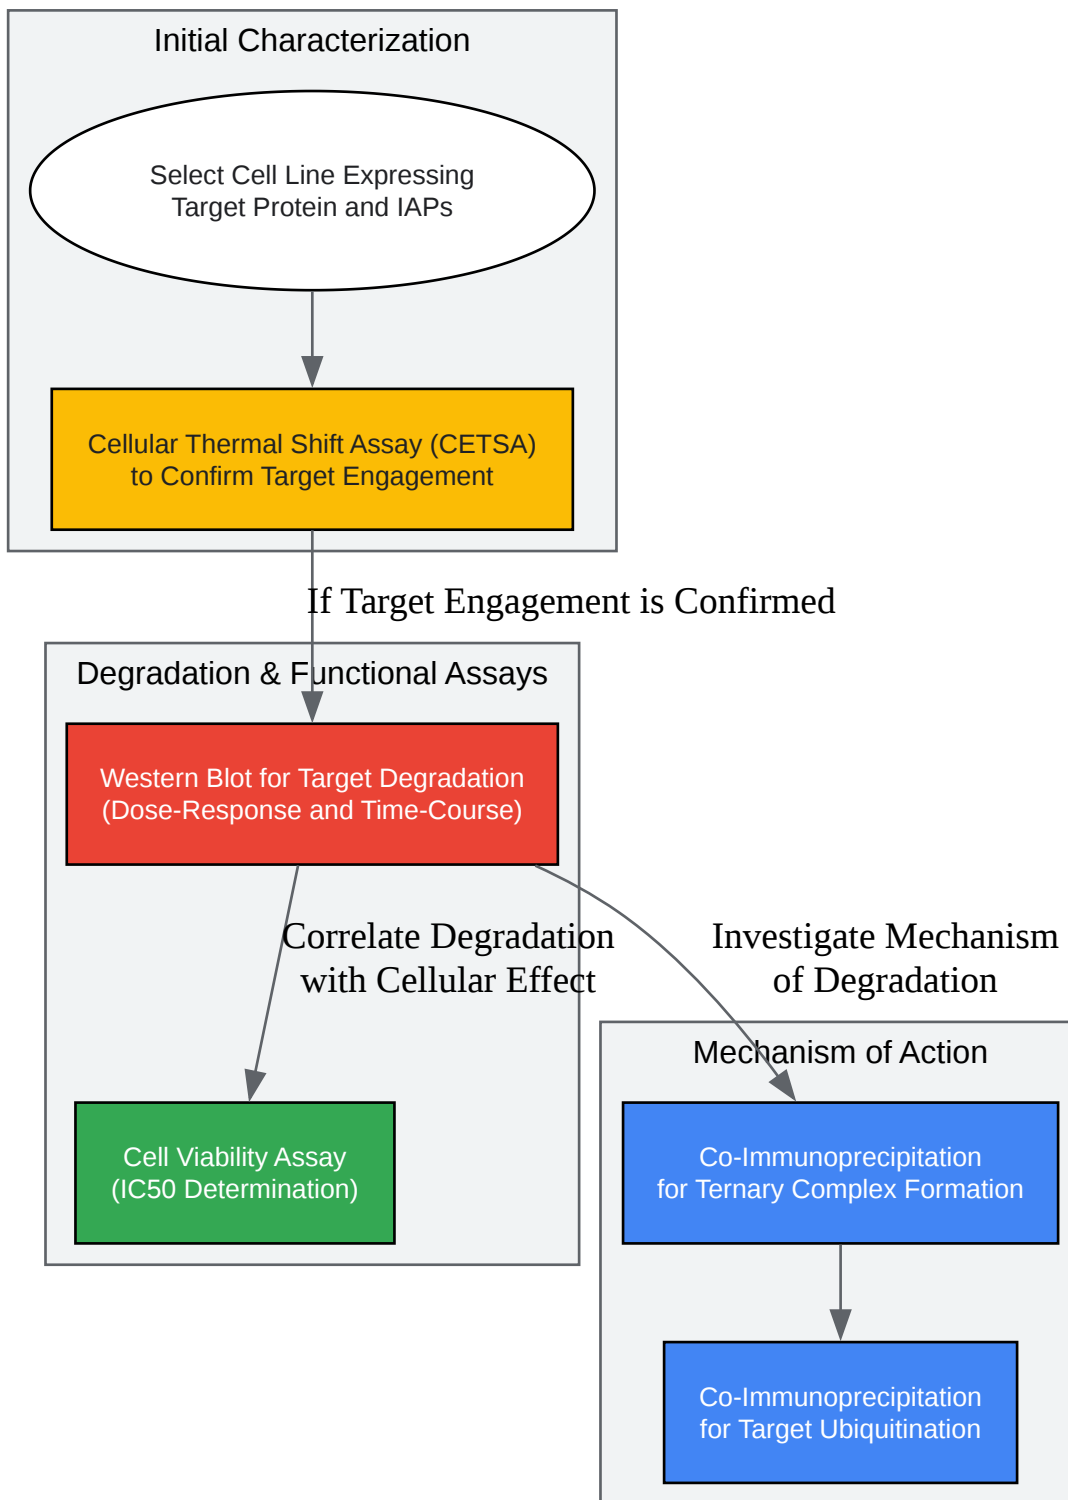 Initial Characterization
Select Cell Line Expressing
Target Protein and IAPs
Cellular Thermal Shift Assay (CETSA)
to Confirm Target Engagement
If Target Engagement is Confirmed
Degradation & Functional Assays
Western Blot for Target Degradation
(Dose-Response and Time-Course)
Correlate Degradation
with Cellular Effect
Investigate Mechanism
of Degradation
Mechanism of Action
Cell Viability Assay
(IC50 Determination)
Co-Immunoprecipitation
for Ternary Complex Formation
Co-Immunoprecipitation
for Target Ubiquitination